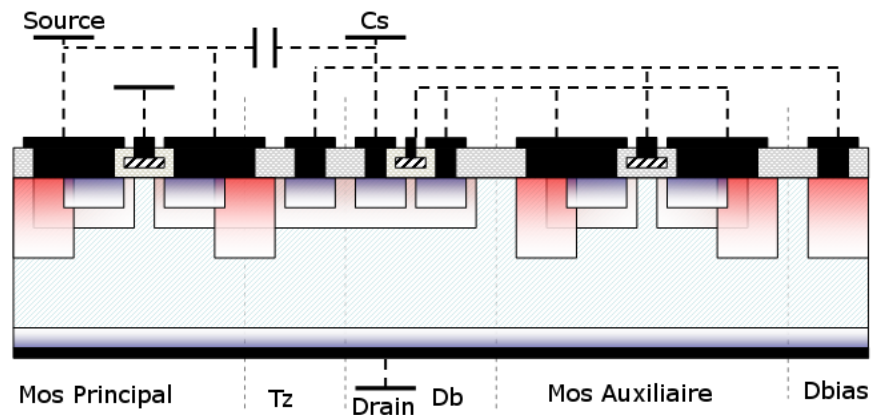 Source
Cs
Mos Principal
Tz
Drain
Db
Mos Auxiliaire
Dbias